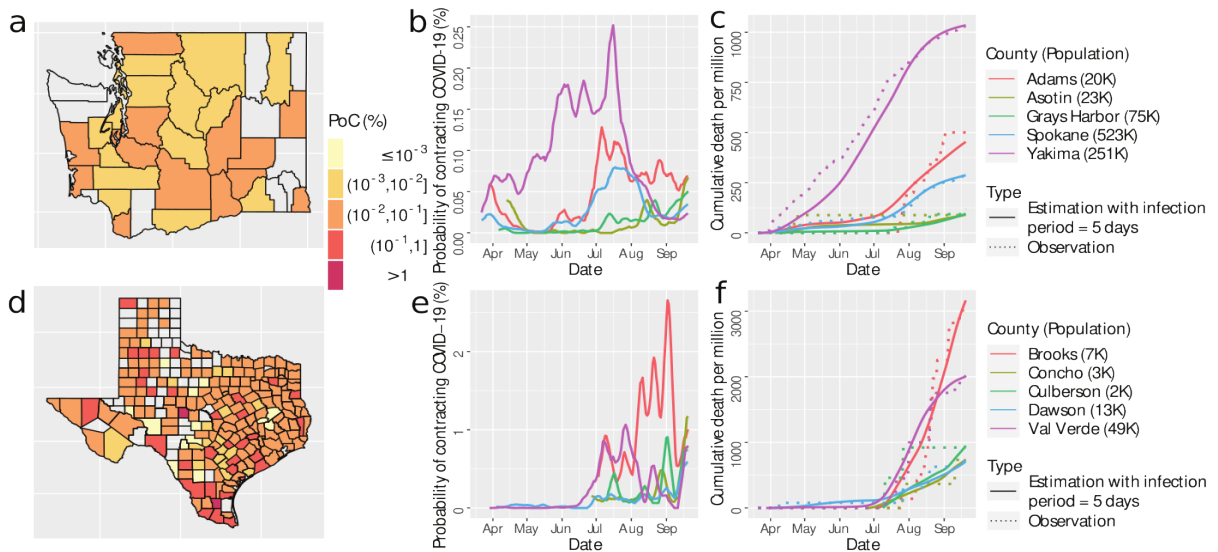 a
PoC (%)
≤10⁻³
(10⁻³,10⁻²]
(10⁻²,10⁻¹]
(10⁻¹,1]
>1
b
Probability of contracting COVID-19 (%)
0.25
0.20
0.15
0.10
0.05
0.00
Apr May Jun Jul Aug Sep
Date
c
Cumulative death per million
1000
750
500
250
0
Apr May Jun Jul Aug Sep
Date
County (Population)
Adams (20K)
Asotin (23K)
Grays Harbor (75K)
Spokane (523K)
Yakima (251K)
Type
Estimation with infection
period = 5 days
Observation
d
e
Probability of contracting COVID−19 (%)
2
1
0
Apr May Jun Jul Aug Sep
Date
f
Cumulative death per million
3000
2000
1000
0
Apr May Jun Jul Aug Sep
Date
County (Population)
Brooks (7K)
Concho (3K)
Culberson (2K)
Dawson (13K)
Val Verde (49K)
Type
Estimation with infection
period = 5 days
Observation